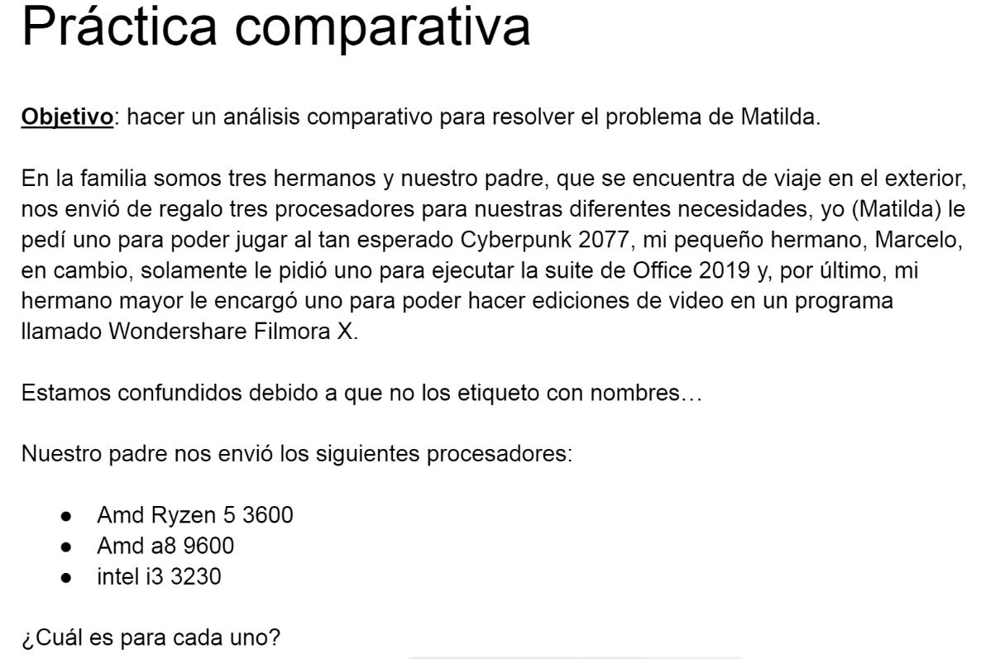 Práctica comparativa
Objetivo: hacer un análisis comparativo para resolver el problema de Matilda.
En la familia somos tres hermanos y nuestro padre, que se encuentra de viaje en el exterior,
nos envió de regalo tres procesadores para nuestras diferentes necesidades, yo (Matilda) le
pedí uno para poder jugar al tan esperado Cyberpunk 2077, mi pequeño hermano, Marcelo,
en cambio, solamente le pidió uno para ejecutar la suite de Office 2019 y, por último, mi
hermano mayor le encargó uno para poder hacer ediciones de video en un programa
llamado Wondershare Filmora X.
Estamos confundidos debido a que no los etiqueto con nombres…
Nuestro padre nos envió los siguientes procesadores:
● Amd Ryzen 5 3600
● Amd a8 9600
● intel i3 3230
¿Cuál es para cada uno?